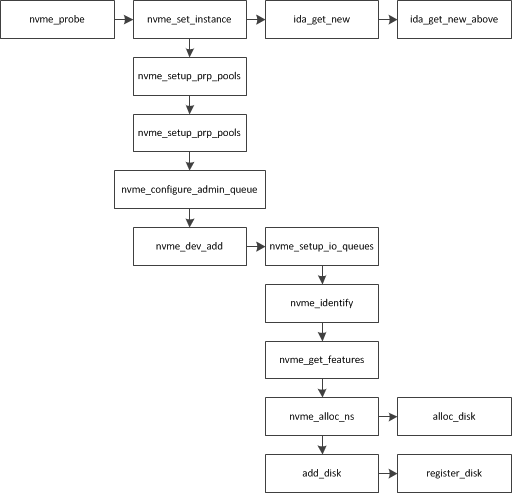 nvme_probe
nvme_set_instance
ida_get_new
ida_get_new_above
nvme_setup_prp_pools
nvme_setup_prp_pools
nvme_configure_admin_queue
nvme_dev_add
nvme_setup_io_queues
nvme_identify
nvme_get_features
nvme_alloc_ns
alloc_disk
add_disk
register_disk